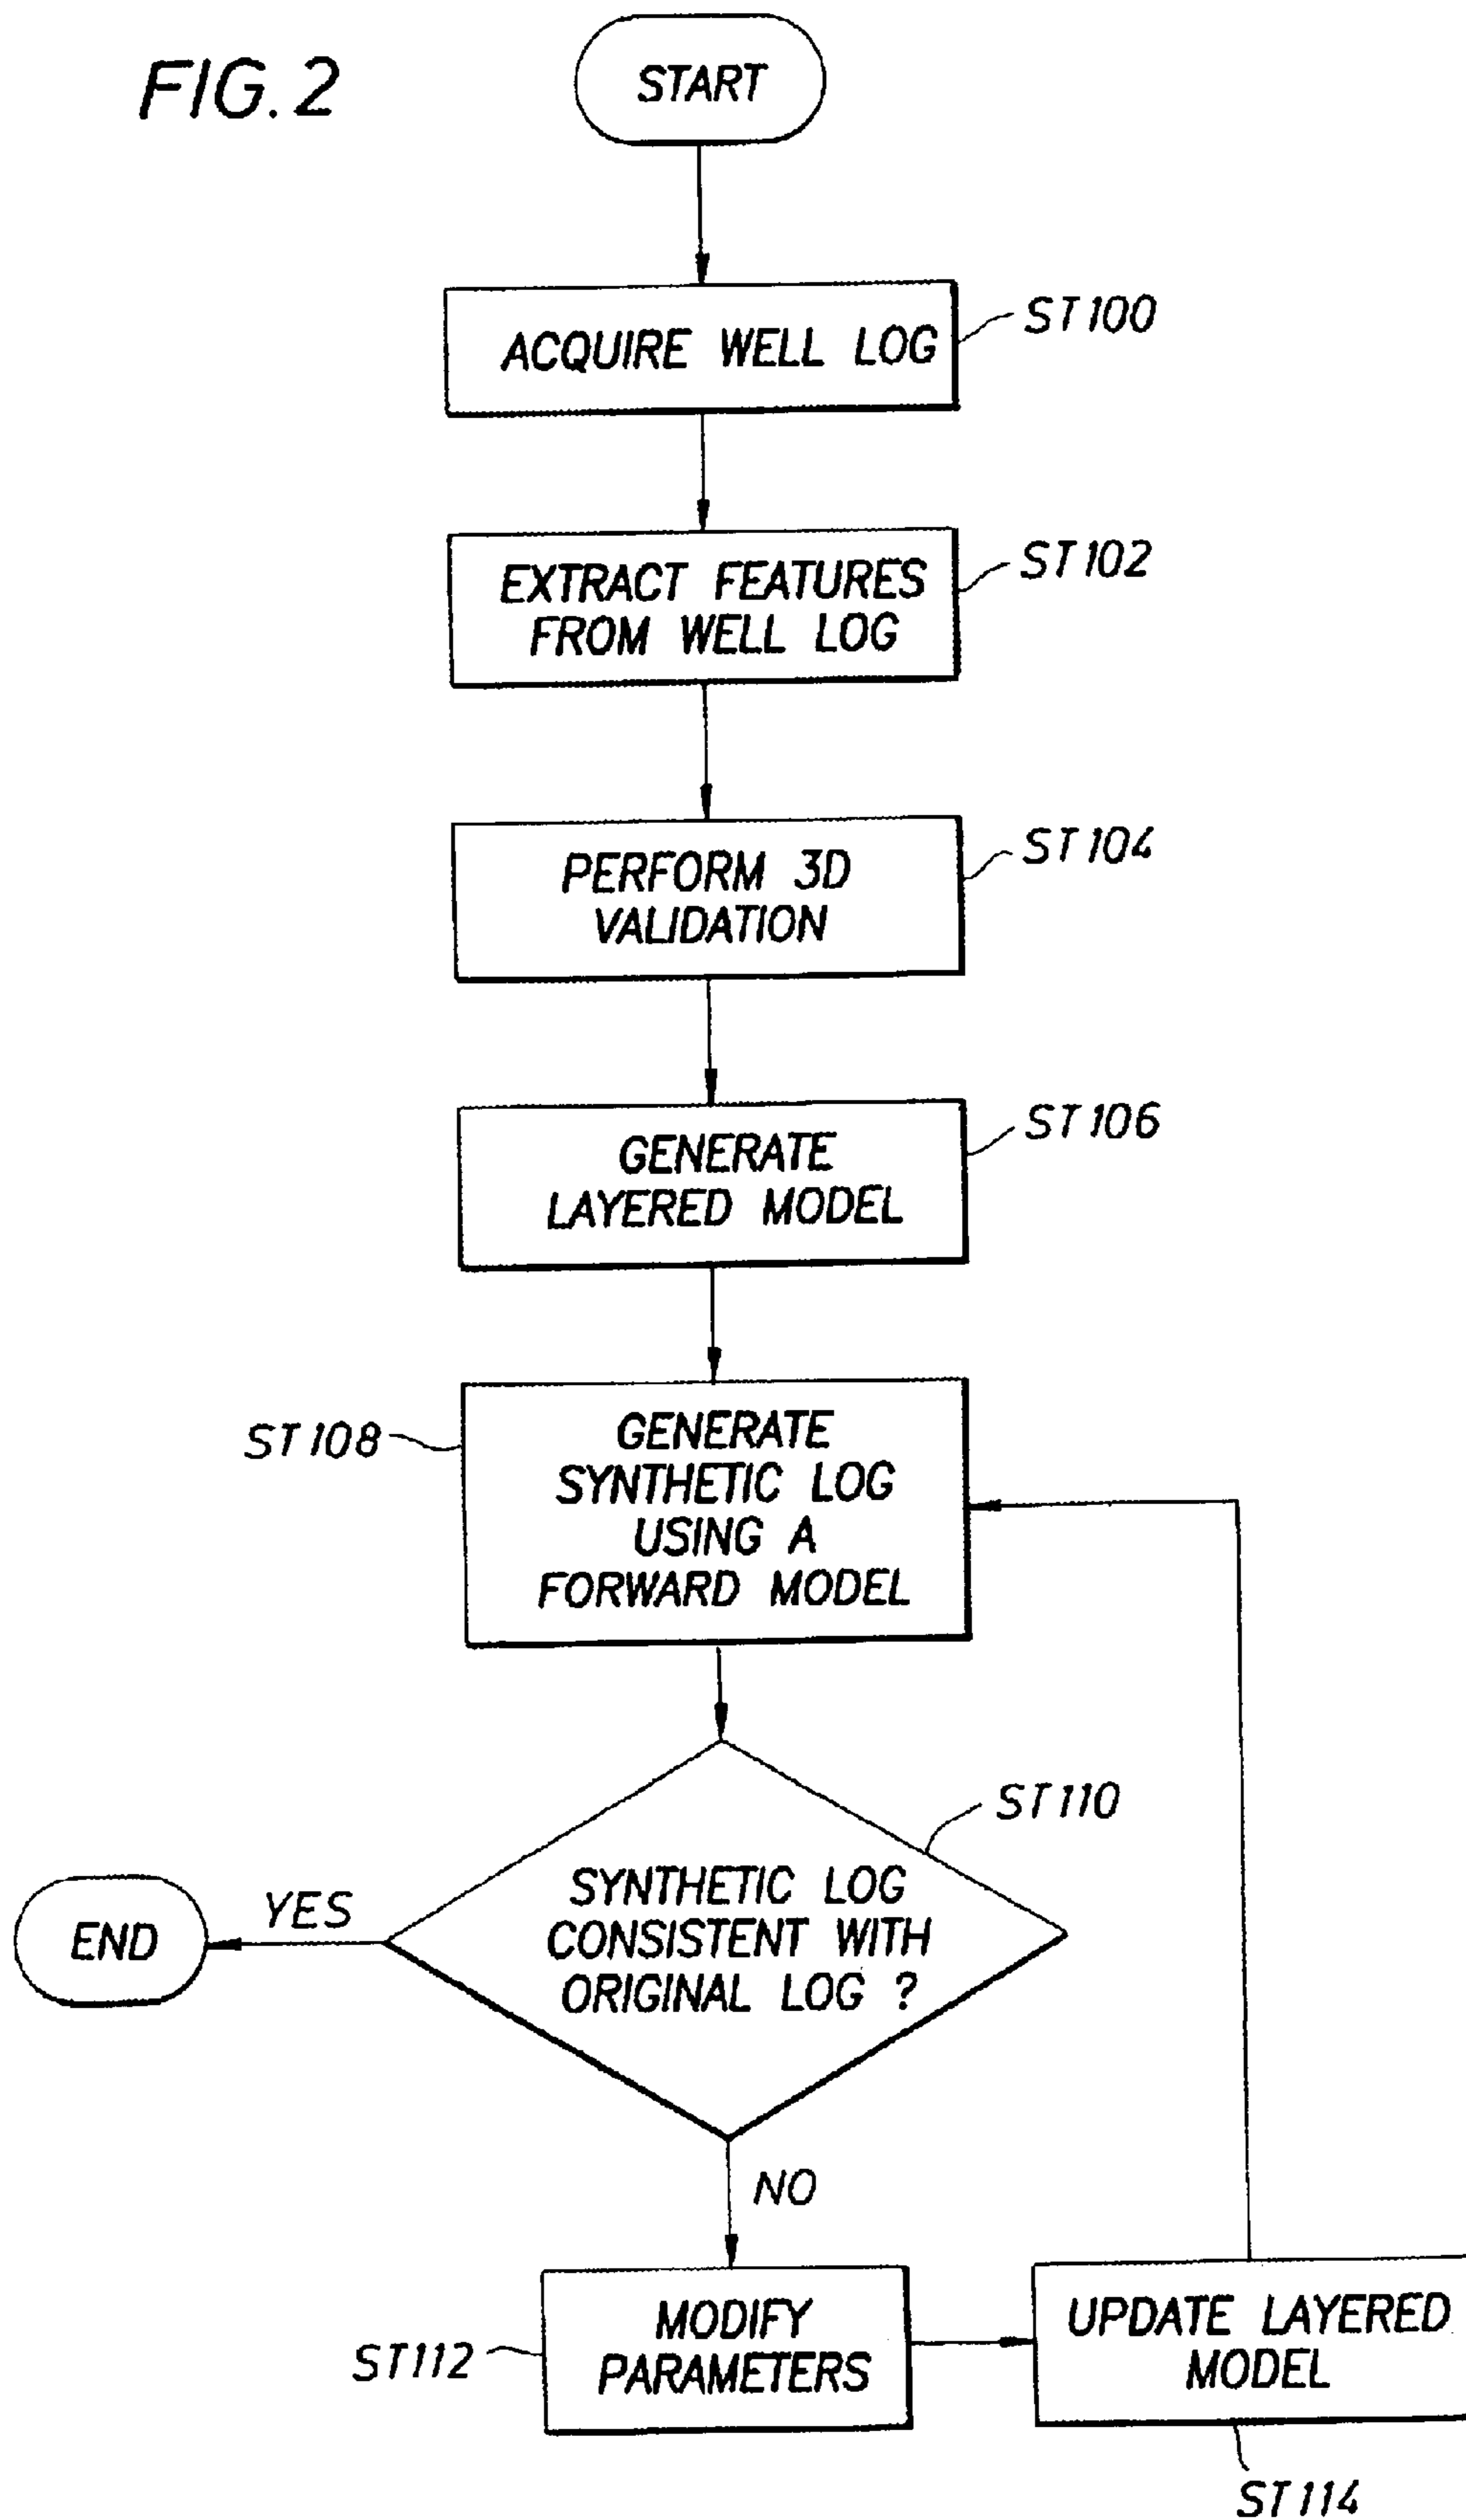 FIG. 2
START
ACQUIRE WELL LOG
ST100
EXTRACT FEATURES
FROM WELL LOG
ST102
PERFORM 3D
VALIDATION
ST104
GENERATE
LAYERED MODEL
ST106
ST108
GENERATE
SYNTHETIC LOG
USING A
FORWARD MODEL
ST110
SYNTHETIC LOG
CONSISTENT WITH
ORIGINAL LOG ?
YES
END
NO
MODIFY
PARAMETERS
ST112
UPDATE LAYERED
MODEL
ST114